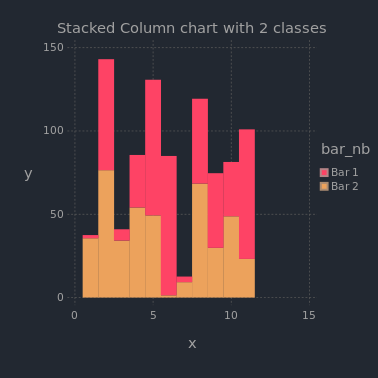 Stacked Column chart with 2 classes
150
100
50
0
y
0 5 10 15
x
bar_nb
Bar 1
Bar 2